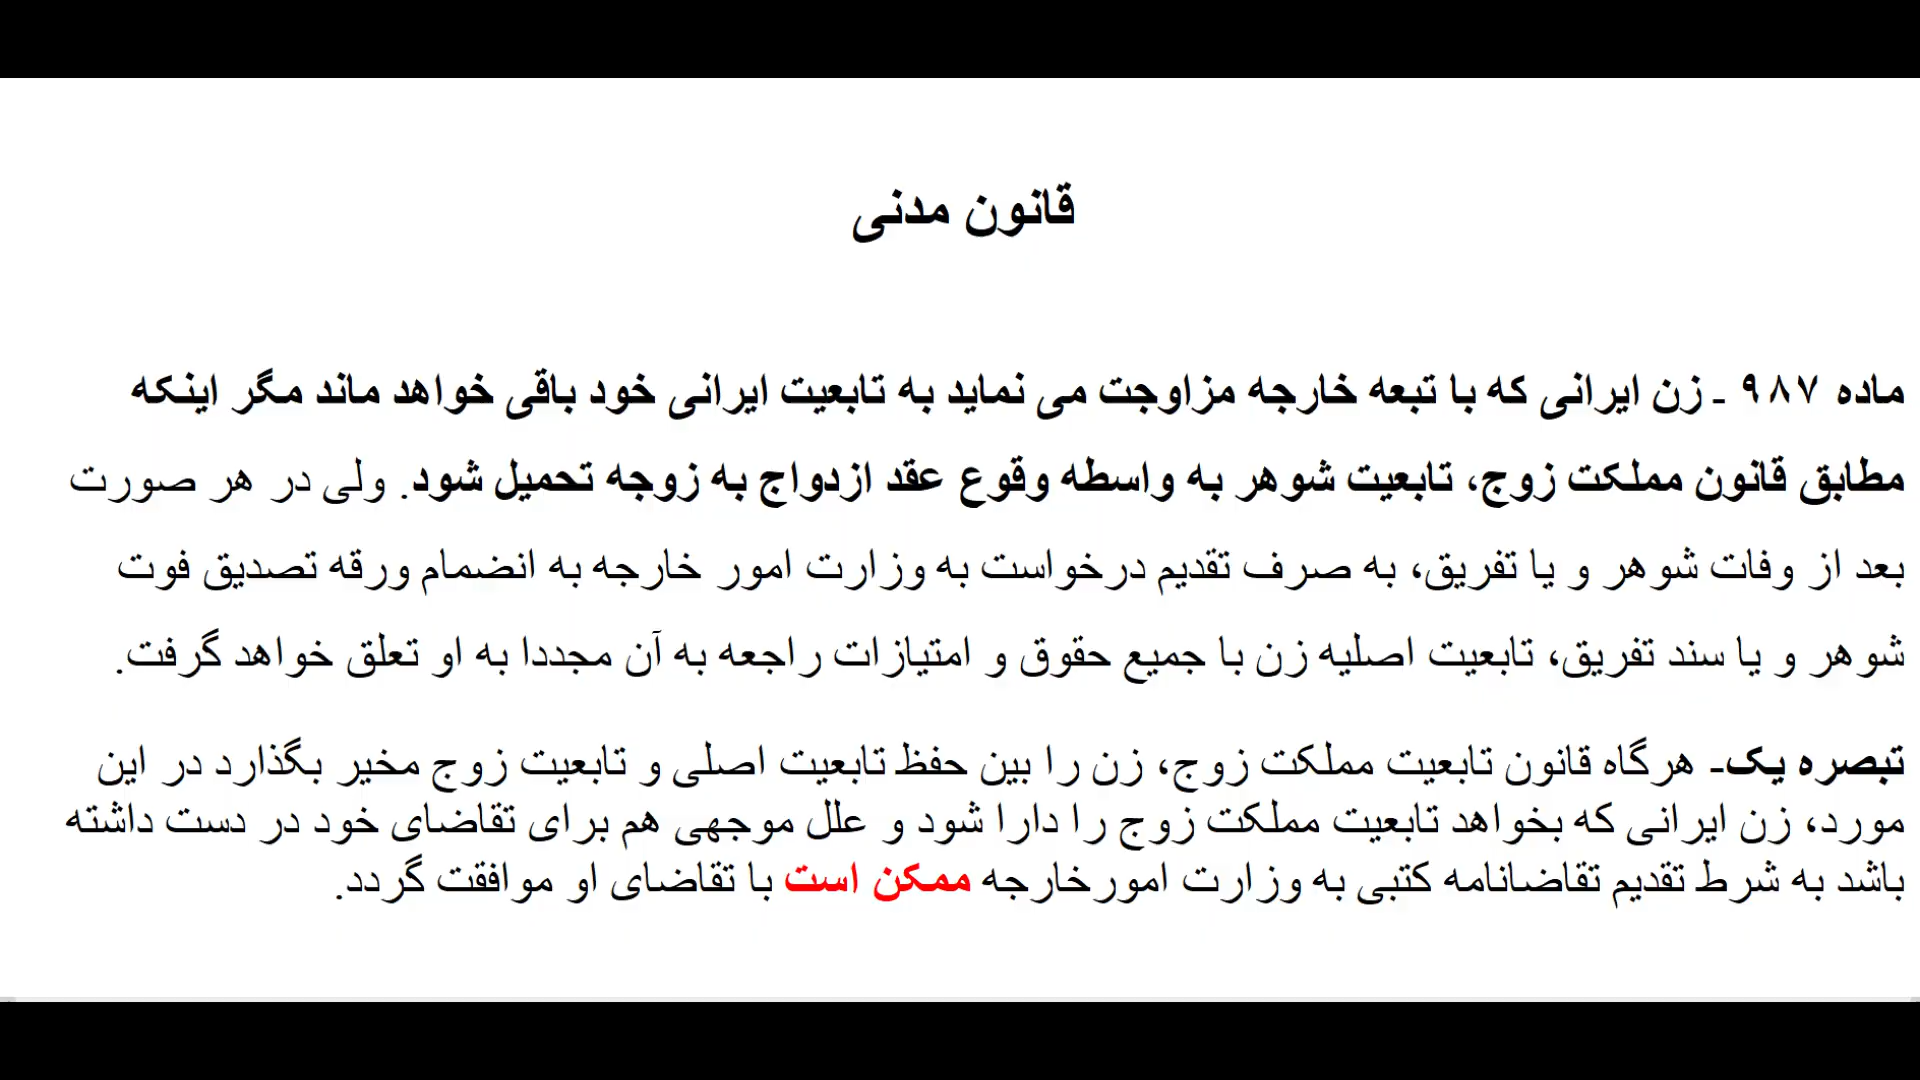 قانون مدنی
ماده ۹۸۷ ـ زن ایرانی که با تبعه خارجه مزاوجت می نماید به تابعیت ایرانی خود باقی خواهد ماند مگر اینکه
مطابق قانون مملکت زوج، تابعیت شوهر به واسطه وقوع عقد ازدواج به زوجه تحمیل شود. ولی در هر صورت
بعد از وفات شوهر و یا تفریق، به صرف تقدیم درخواست به وزارت امور خارجه به انضمام ورقه تصدیق فوت
شوهر و یا سند تفریق، تابعیت اصلیه زن با جمیع حقوق و امتیازات راجعه به آن مجددا به او تعلق خواهد گرفت.
تبصره یک- هرگاه قانون تابعیت مملکت زوج، زن را بین حفظ تابعیت اصلی و تابعیت زوج مخیر بگذارد در این
مورد، زن ایرانی که بخواهد تابعیت مملکت زوج را دارا شود و علل موجهی هم برای تقاضای خود در دست داشته
باشد به شرط تقدیم تقاضانامه کتبی به وزارت امورخارجه ممکن است با تقاضای او موافقت گردد.